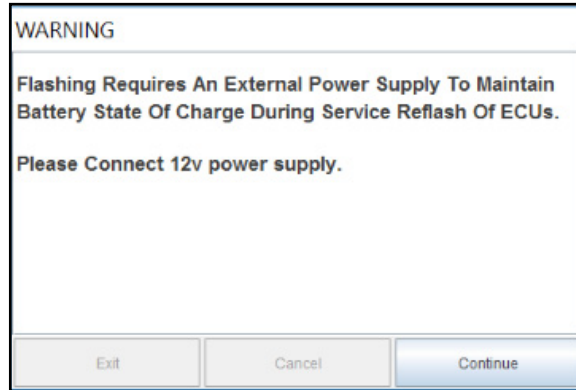 WARNING
Flashing Requires An External Power Supply To Maintain
Battery State Of Charge During Service Reflash Of ECUs.
Please Connect 12v power supply.
Exit
Cancel
Continue